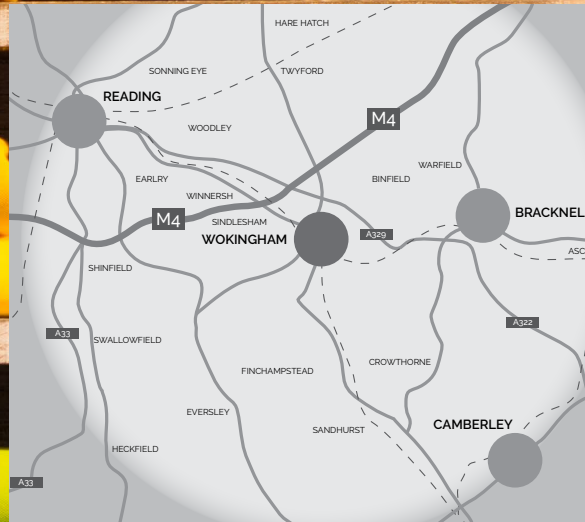 HARE HATCH
SONNING EYE
TWYFORD
READING
M4
WOODLEY
WARFIELD
EARLRY
BINFIELD
WINNERSH
M4
SINDLESHAM
BRACKNEL
WOKINGHAM
A329
ASC
SHINFIELD
A322
A33
SWALLOWFIELD
CROWTHORNE
FINCHAMPSTEAD
EVERSLEY
CAMBERLEY
SANDHURST
HECKFIELD
A33